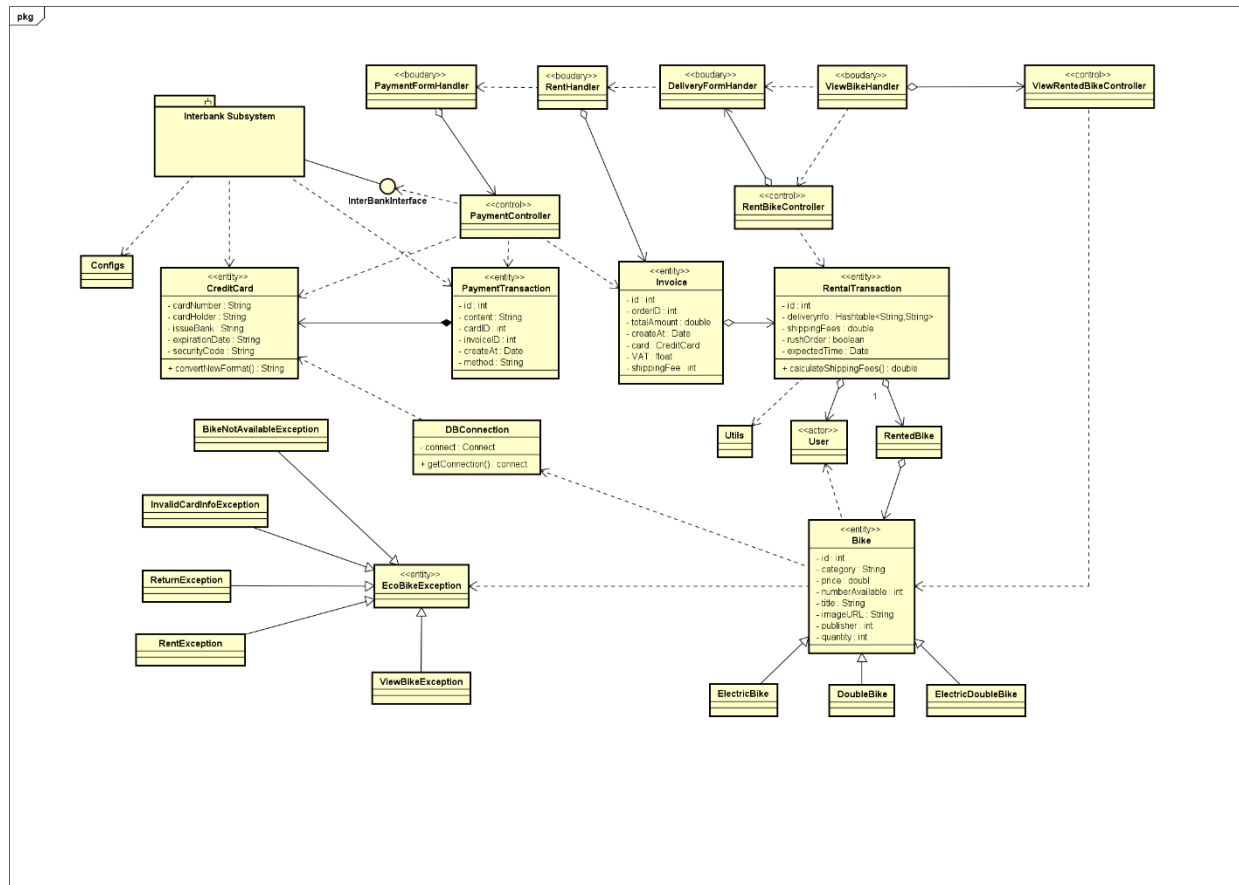 pkg
<<boudary>>
PaymentFormHandler
<<boudary>>
RentHandler
<<boudary>>
DeliveryFormHander
<<boudary>>
ViewBikeHandler
<<control>>
ViewRentedBikeController
Interbank Subsystem
InterBankInterface
<<control>>
PaymentController
<<control>>
RentBikeController
Configs
<<entity>>
CreditCard
- cardNumber : String
- cardHolder : String
- issueBank : String
- expirationDate : String
- securityCode : String
+ convertNewFormat() : String
<<entity>>
PaymentTransaction
- id : int
- content : String
- cardID : int
- invoiceID : int
- createAt : Date
- method : String
<<entity>>
Invoice
- id : int
- orderID : int
- totalAmount : double
- createAt : Date
- card : CreditCard
- VAT : float
- shippingFee : int
<<entity>>
RentalTransaction
- id : int
- deliverynfo : Hashtable<String,String>
- shippingFees : double
- rushOrder : boolean
- expectedTime : Date
+ calculateShippingFees() : double
1
BikeNotAvailableException
DBConnection
- connect : Connect
+ getConnection() : connect
Utils
<<actor>>
User
RentedBike
InvalidCardInfoException
ReturnException
RentException
<<entity>>
EcoBikeException
ViewBikeException
<<entity>>
Bike
- id : int
- category : String
- price : doubl
- numberAvailable : int
- title : String
- imageURL : String
- publisher : int
- quantity : int
ElectricBike
DoubleBike
ElectricDoubleBike